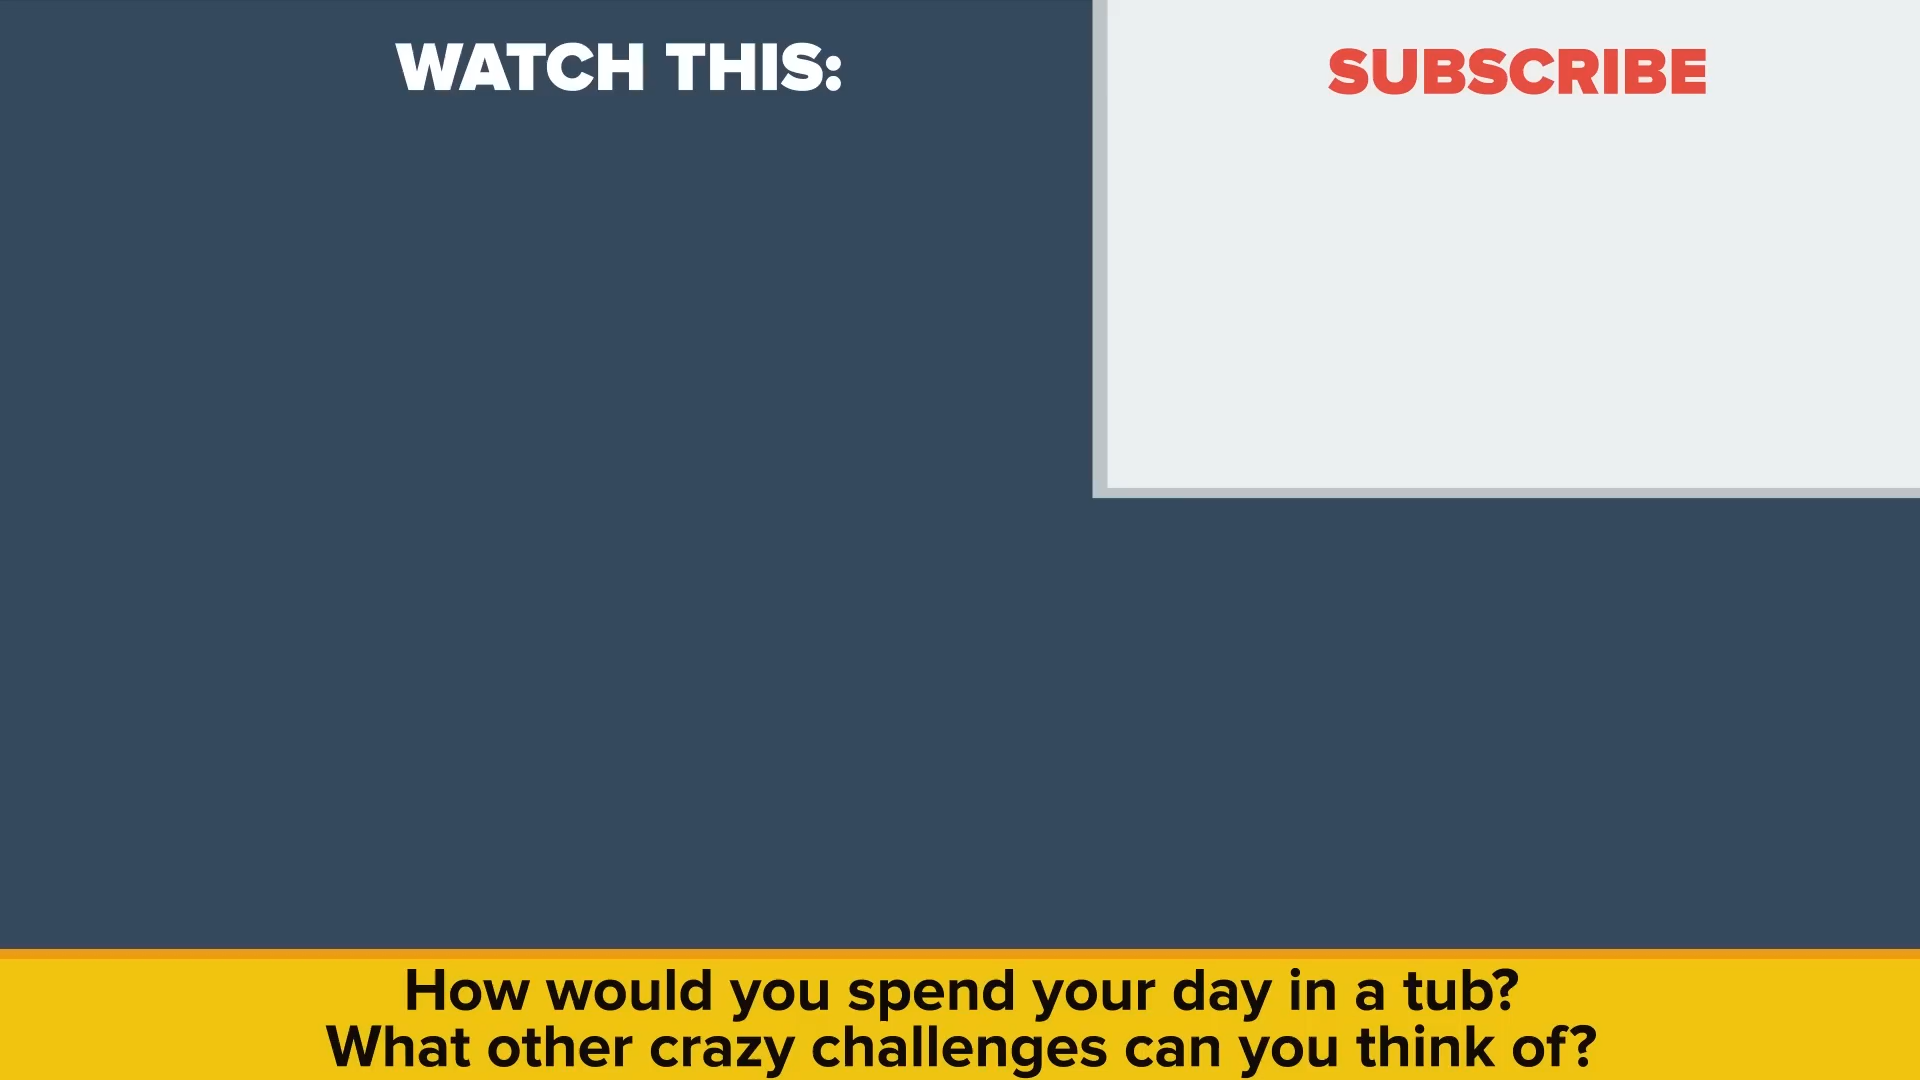 WATCH THIS:
SUBSCRIBE
How would you spend your day in a tub?
What other crazy challenges can you think of?